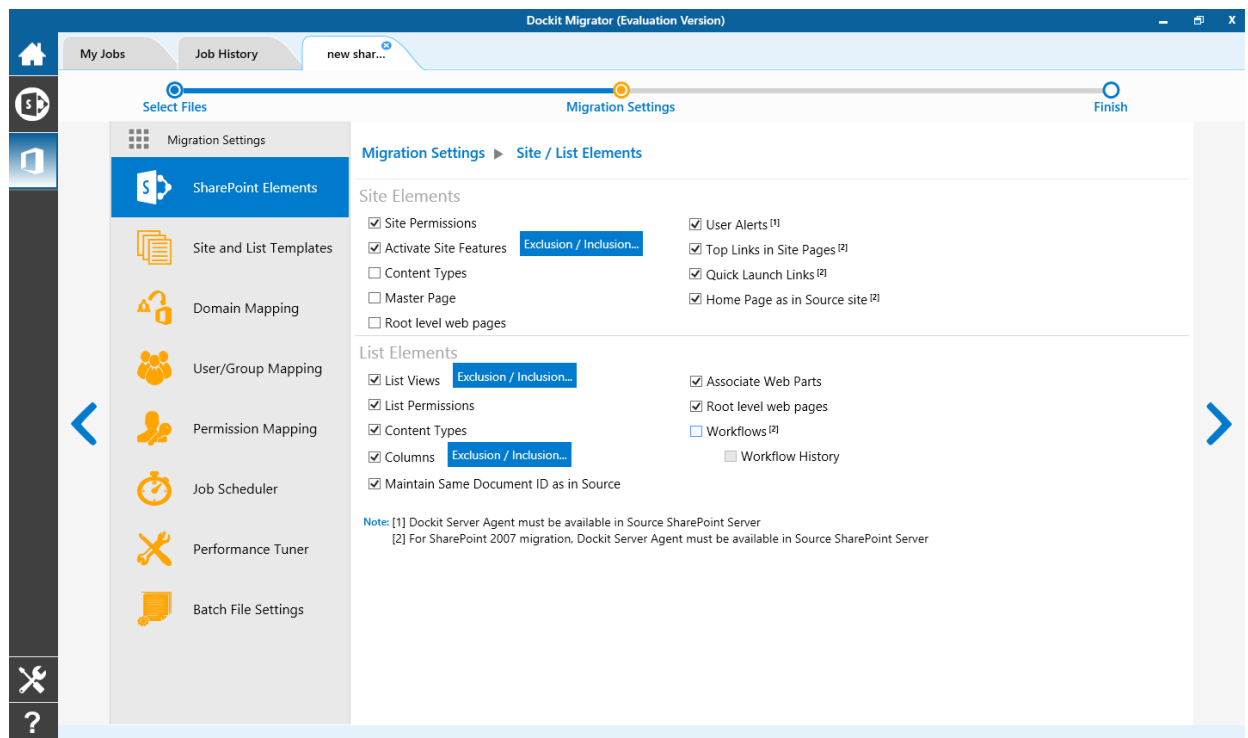 Dockit Migrator (Evaluation Version)
My Jobs
Job History
new shar...
Select Files
Migration Settings
Finish
Migration Settings
SharePoint Elements
Site and List Templates
Domain Mapping
User/Group Mapping
Permission Mapping
Job Scheduler
Performance Tuner
Batch File Settings
Migration Settings ▶ Site / List Elements
Site Elements
Site Permissions
Activate Site Features Exclusion / Inclusion...
Content Types
Master Page
Root level web pages
User Alerts [1]
Top Links in Site Pages [2]
Quick Launch Links [2]
Home Page as in Source site [2]
List Elements
List Views Exclusion / Inclusion...
List Permissions
Content Types
Columns Exclusion / Inclusion...
Maintain Same Document ID as in Source
Associate Web Parts
Root level web pages
Workflows [2]
Workflow History
Note: [1] Dockit Server Agent must be available in Source SharePoint Server
[2] For SharePoint 2007 migration, Dockit Server Agent must be available in Source SharePoint Server